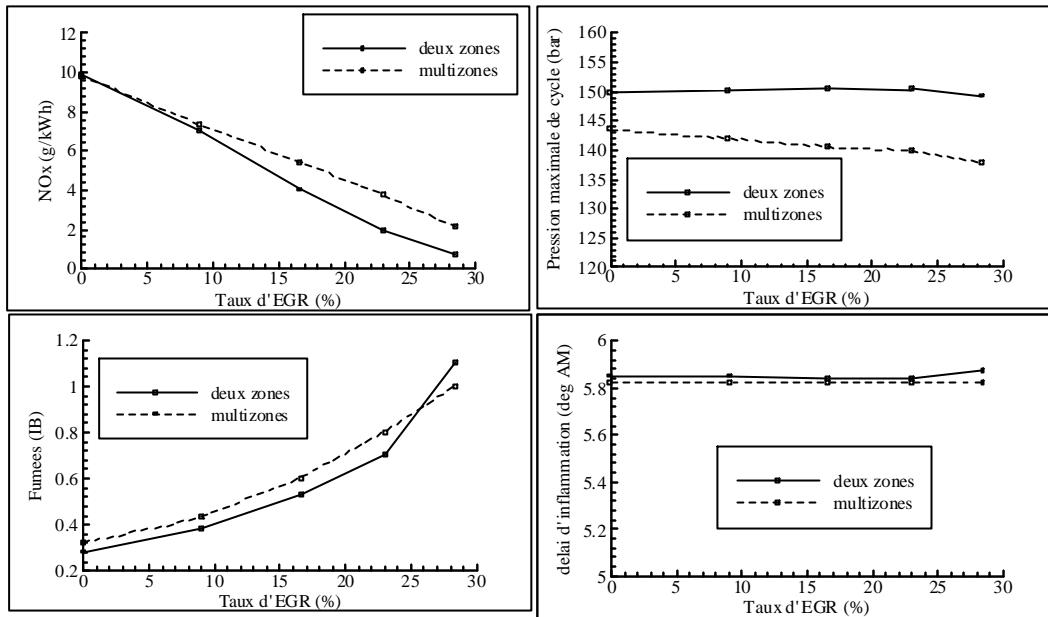 deux zones
multizones
NOx (g/kWh)
12
10
8
6
4
2
0
0 5 10 15 20 25 30
Taux d'EGR (%)
Pression maximale de cycle (bar)
160
155
150
145
140
135
130
125
120
deux zones
multizones
0 5 10 15 20 25 30
Taux d'EGR (%)
Fumees (IB)
1.2
1
0.8
0.6
0.4
0.2
deux zones
multizones
0 5 10 15 20 25 30
Taux d'EGR (%)
delai d'inflammation (deg AM)
6
5.8
5.6
5.4
5.2
5
deux zones
multizones
0 5 10 15 20 25 30
Taux d'EGR (%)